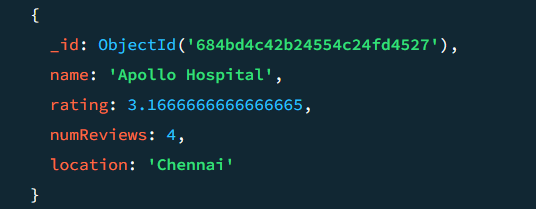 {
_id: ObjectId('684bd4c42b24554c24fd4527'),
name: 'Apollo Hospital',
rating: 3.1666666666666665,
numReviews: 4,
location: 'Chennai'
}